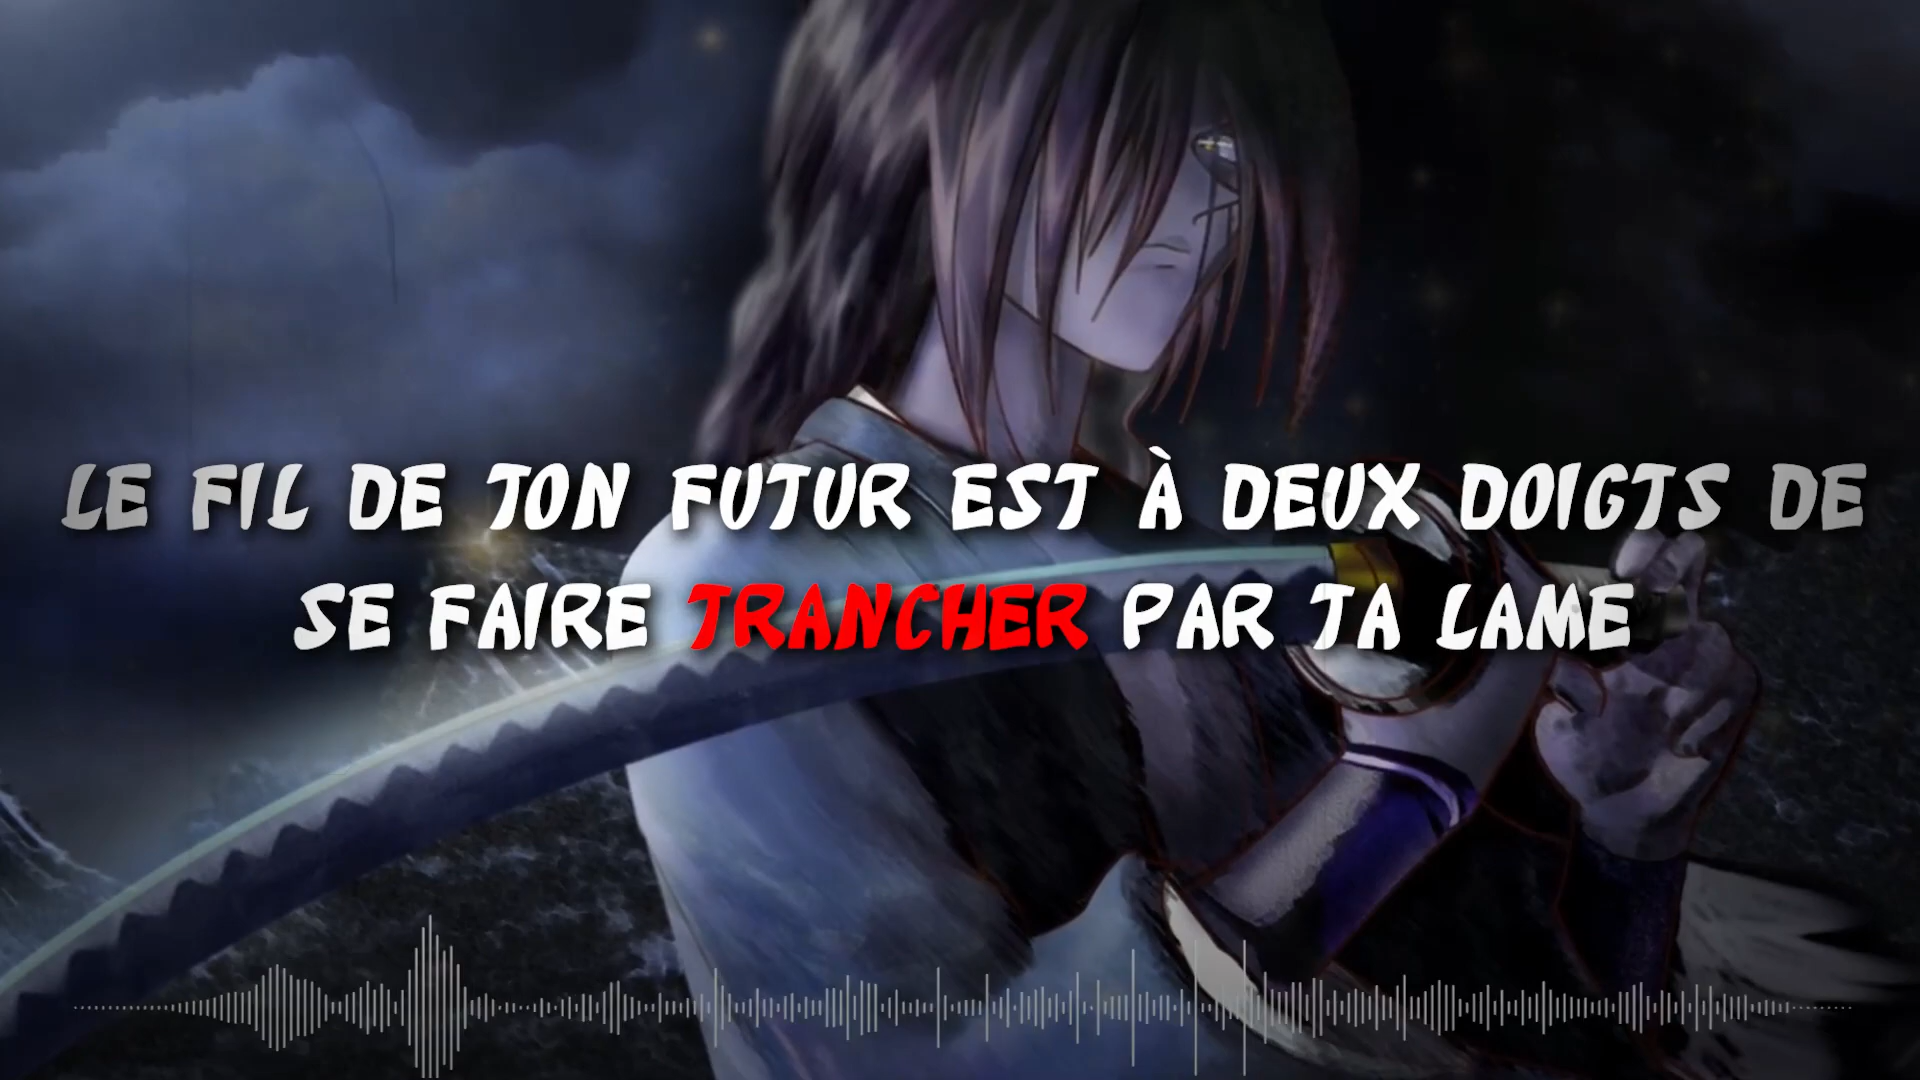 LE FIL DE TON FUTUR EST À DEUX DOIGTS DE
SE FAIRE TRANCHER PAR TA LAME